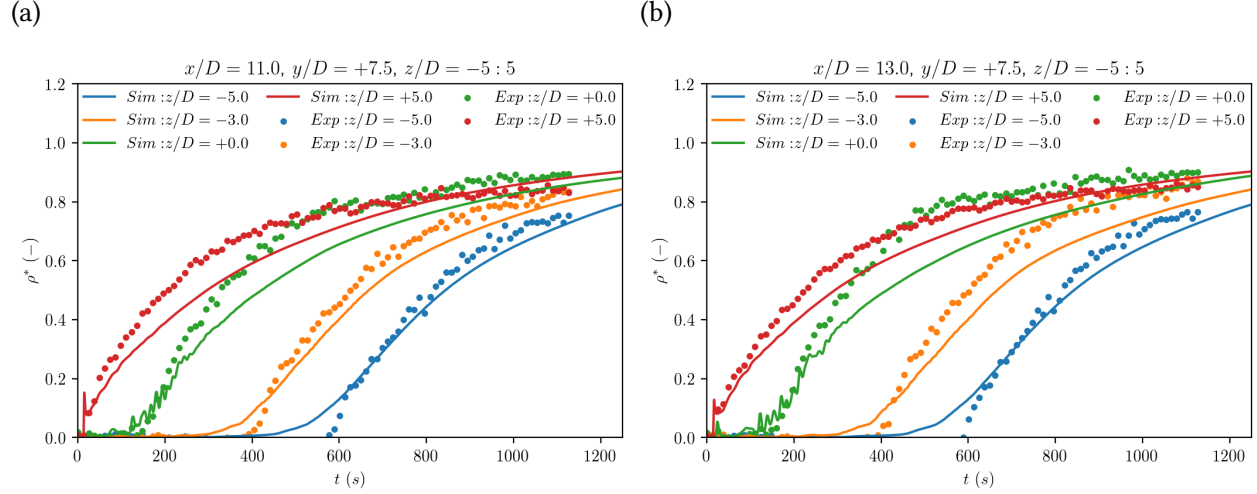 (a)
x/D = 11.0, y/D = +7.5, z/D = −5 : 5
1.2
1.0
0.8
0.6
0.4
0.2
0.0
ρ* (−)
Sim : z/D = −5.0
Sim : z/D = −3.0
Sim : z/D = +0.0
Sim : z/D = +5.0
Exp : z/D = −5.0
Exp : z/D = −3.0
Exp : z/D = +0.0
Exp : z/D = +5.0
0 200 400 600 800 1000 1200
t (s)
(b)
x/D = 13.0, y/D = +7.5, z/D = −5 : 5
1.2
1.0
0.8
0.6
0.4
0.2
0.0
ρ* (−)
Sim : z/D = −5.0
Sim : z/D = −3.0
Sim : z/D = +0.0
Sim : z/D = +5.0
Exp : z/D = −5.0
Exp : z/D = −3.0
Exp : z/D = +0.0
Exp : z/D = +5.0
0 200 400 600 800 1000 1200
t (s)